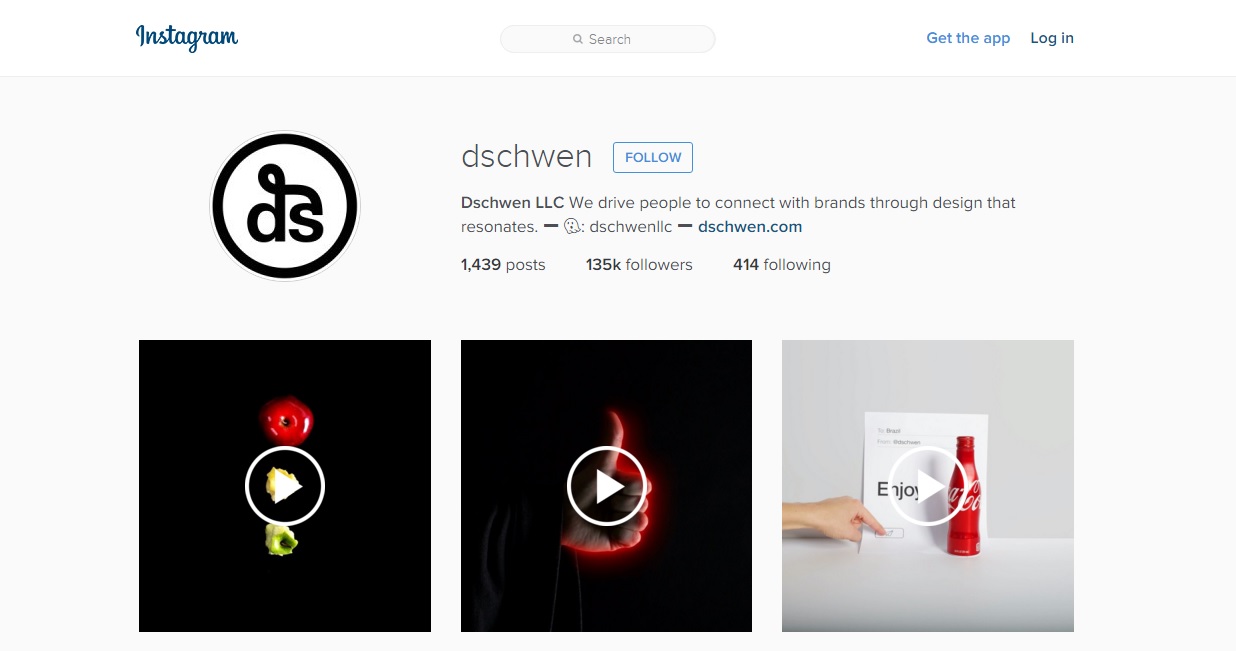 Instagram
Search
Get the app
Log in
ds
dschwen
FOLLOW
Dschwen LLC We drive people to connect with brands through design that
resonates. — 👻: dschwenllc — dschwen.com
1,439 posts 135k followers 414 following
To: Brazil
From: @dschwen
Enjoy
Coca-Cola